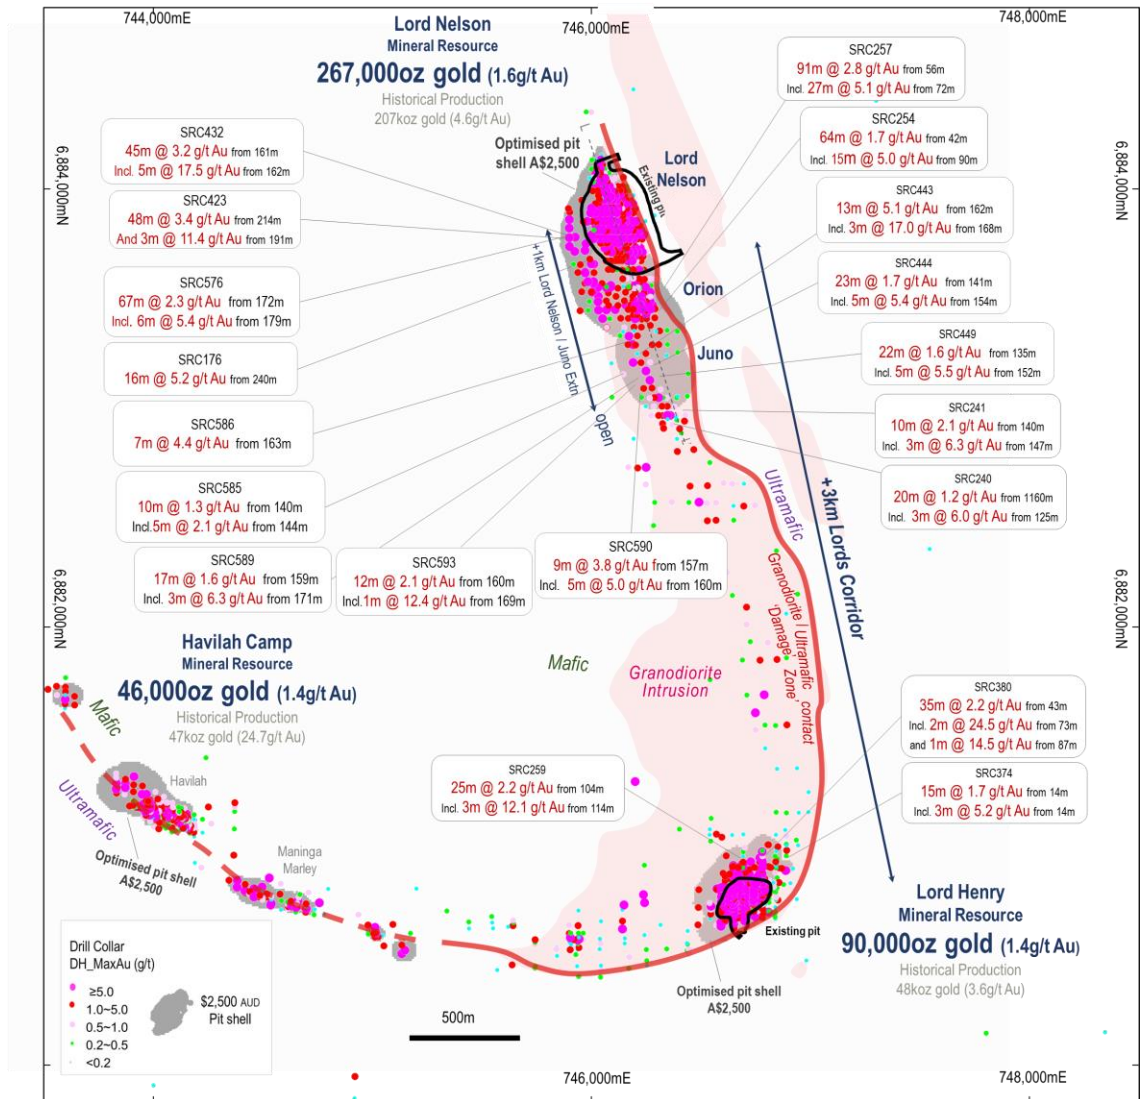 744,000mE
746,000mE
748,000mE
Lord Nelson
Mineral Resource
267,000oz gold (1.6g/t Au)
Historical Production
207koz gold (4.6g/t Au)
SRC257
91m @ 2.8 g/t Au from 56m
Incl. 27m @ 5.1 g/t Au from 72m
SRC254
64m @ 1.7 g/t Au from 42m
Incl. 15m @ 5.0 g/t Au from 90m
SRC432
45m @ 3.2 g/t Au from 161m
Incl. 5m @ 17.5 g/t Au from 162m
Optimised pit
shell A$2,500
Lord
Nelson
Existing pit
6,884,000mN
6,884,000mN
SRC443
13m @ 5.1 g/t Au from 162m
Incl. 3m @ 17.0 g/t Au from 168m
SRC423
48m @ 3.4 g/t Au from 214m
And 3m @ 11.4 g/t Au from 191m
SRC444
23m @ 1.7 g/t Au from 141m
Incl. 5m @ 5.4 g/t Au from 154m
SRC576
67m @ 2.3 g/t Au from 172m
Incl. 6m @ 5.4 g/t Au from 179m
+1km Lord Nelson / Juno Extn
open
Orion
Juno
SRC449
22m @ 1.6 g/t Au from 135m
Incl. 5m @ 5.5 g/t Au from 152m
SRC176
16m @ 5.2 g/t Au from 240m
SRC241
10m @ 2.1 g/t Au from 140m
Incl. 3m @ 6.3 g/t Au from 147m
SRC586
7m @ 4.4 g/t Au from 163m
SRC240
20m @ 1.2 g/t Au from 1160m
Incl. 3m @ 6.0 g/t Au from 125m
SRC585
10m @ 1.3 g/t Au from 140m
Incl.5m @ 2.1 g/t Au from 144m
Ultramafic
+3km Lords Corridor
SRC589
17m @ 1.6 g/t Au from 159m
Incl. 3m @ 6.3 g/t Au from 171m
SRC593
12m @ 2.1 g/t Au from 160m
Incl.1m @ 12.4 g/t Au from 169m
SRC590
9m @ 3.8 g/t Au from 157m
Incl. 5m @ 5.0 g/t Au from 160m
Granodiorite / Ultramafic contact
'Damage' Zone'
6,882,000mN
6,882,000mN
Havilah Camp
Mineral Resource
46,000oz gold (1.4g/t Au)
Historical Production
47koz gold (24.7g/t Au)
Mafic
Granodiorite
Intrusion
Mafic
Ultramafic
Havilah
SRC380
35m @ 2.2 g/t Au from 43m
Incl. 2m @ 24.5 g/t Au from 73m
and 1m @ 14.5 g/t Au from 87m
SRC259
25m @ 2.2 g/t Au from 104m
Incl. 3m @ 12.1 g/t Au from 114m
SRC374
15m @ 1.7 g/t Au from 14m
Incl. 3m @ 5.2 g/t Au from 14m
Optimised pit shell
A$2,500
Maninga
Marley
Existing pit
Lord Henry
Mineral Resource
90,000oz gold (1.4g/t Au)
Historical Production
48koz gold (3.6g/t Au)
Optimised pit shell
A$2,500
Drill Collar
DH_MaxAu (g/t)
≥5.0
1.0~5.0
0.5~1.0
0.2~0.5
<0.2
$2,500 AUD
Pit shell
500m
746,000mE
748,000mE